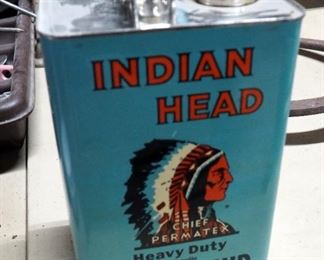 INDIAN
HEAD
CHIEF
PERMATEX
Heavy Duty